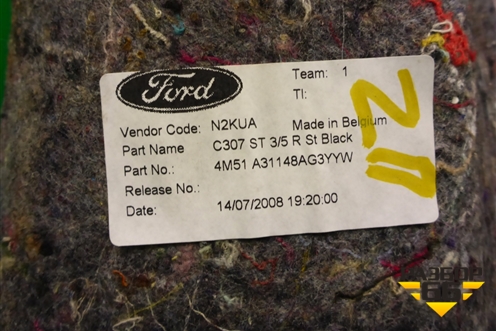 Ford
Team: 1
TI:
Vendor Code: N2KUA Made in Belgium
Part Name C307 ST 3/5 R St Black
Part No.: 4M51 A31148AG3YYW
Release No.:
Date: 14/07/2008 19:20:00